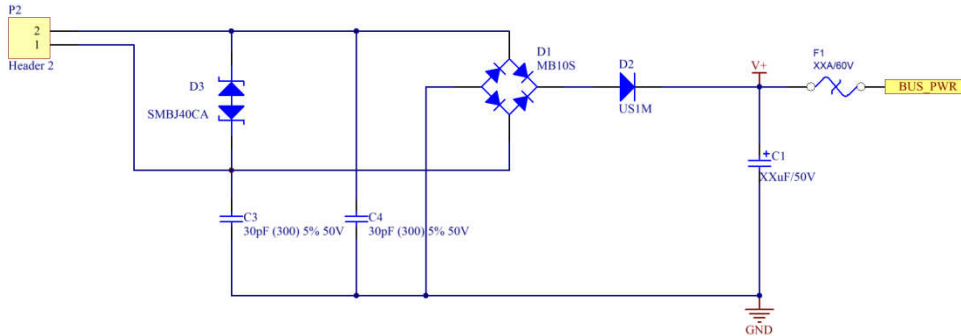 P2
2
1
Header 2
D3
SMBJ40CA
C3
30pF (300) 5% 50V
C4
30pF (300) 5% 50V
D1
MB10S
D2
US1M
V+
F1
XXA/60V
BUS_PWR
+
C1
XXuF/50V
GND